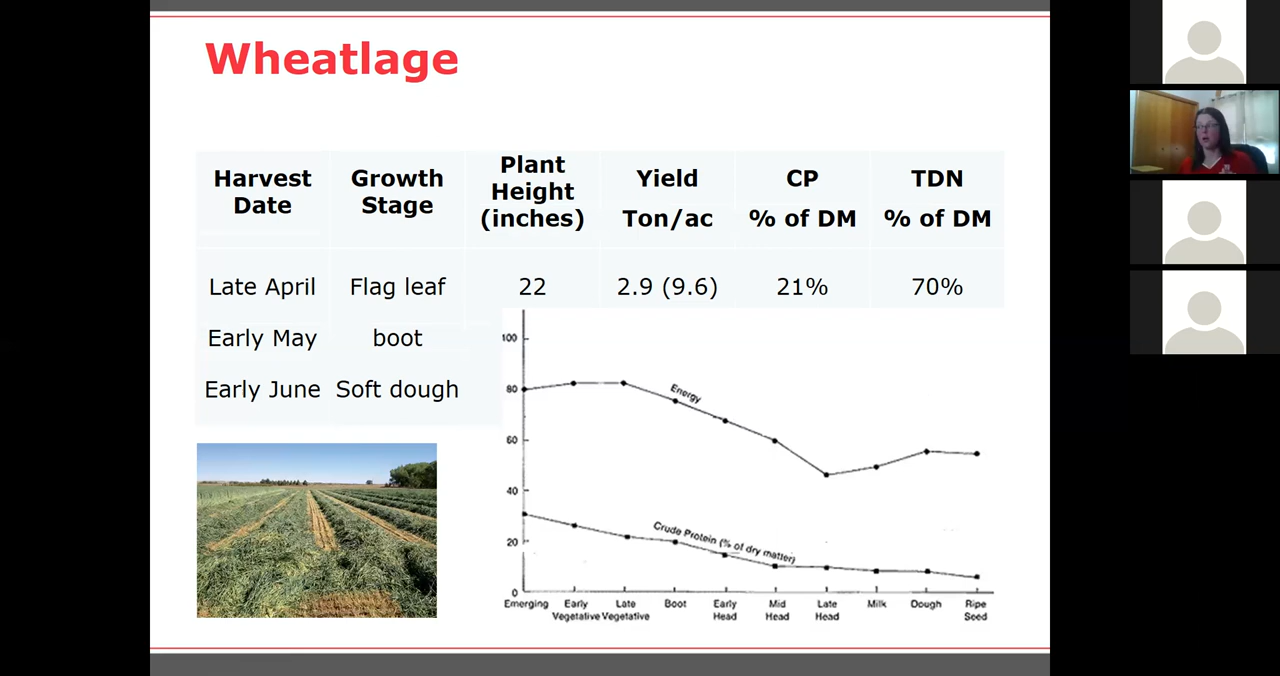 Wheatlage
Harvest Date
Growth Stage
Plant Height (inches)
Yield Ton/ac
CP % of DM
TDN % of DM
Late April Flag leaf 22 2.9 (9.6) 21% 70%
Early May boot
Early June Soft dough
100
80
60
40
20
0
Energy
Crude Protein (% of dry matter)
Emerging
Early Vegetative
Late Vegetative
Boot
Early Head
Mid Head
Late Head
Milk
Dough
Ripe Seed